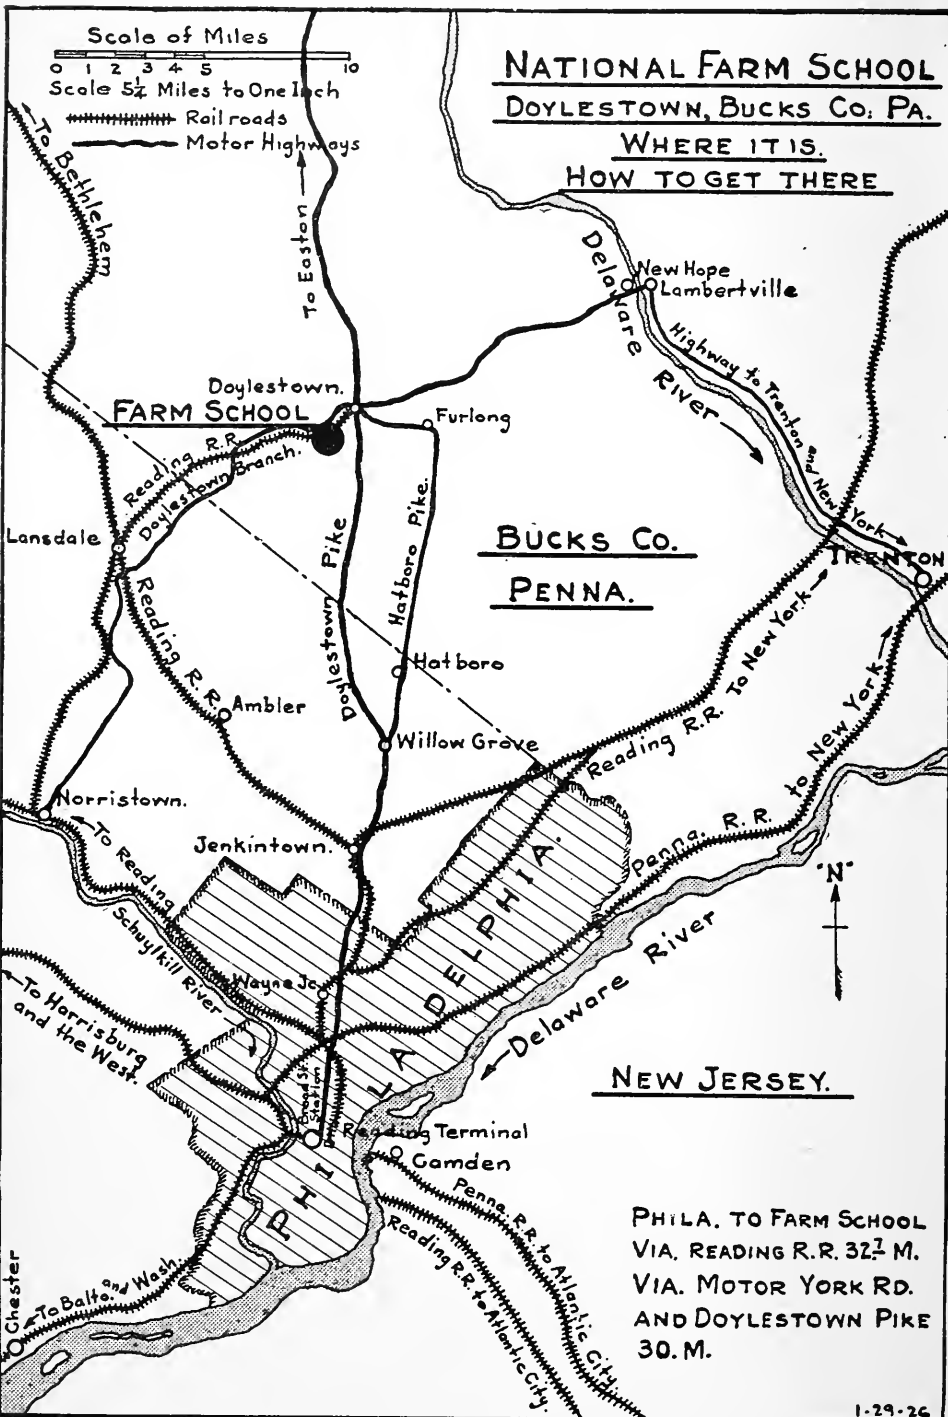 Scale of Miles
0 1 2 3 4 5 10
Scale 5¼ Miles to One Inch
Railroads
Motor Highways
NATIONAL FARM SCHOOL
DOYLESTOWN, BUCKS CO. PA.
WHERE IT IS.
HOW TO GET THERE
To Bethlehem
To Easton
Delaware
River
New Hope
Lambertville
Highway to Trenton and New York
Doylestown.
FARM SCHOOL
Furlong
Reading R.R.
Doylestown Branch.
Lansdale
Doylestown Pike
Hatboro Pike.
BUCKS CO.
PENNA.
TRENTON
Reading R.R.
Ambler
Hatboro
Willow Grove
Reading R.R. To New York
Norristown.
Jenkintown.
Penna. R.R. to New York
To Reading
Schuylkill River
"N"
Wayne Jc.
PHILADELPHIA.
Delaware River
To Harrisburg
and the West.
Broad St.
Station
NEW JERSEY.
Reading Terminal
Camden
Penna. R.R. to Atlantic City.
Reading R.R. to Atlantic City.
Chester
To Balto. and Wash.
PHILA. TO FARM SCHOOL
VIA. READING R.R. 32⁷ M.
VIA. MOTOR YORK RD.
AND DOYLESTOWN PIKE
30. M.
1-29-26